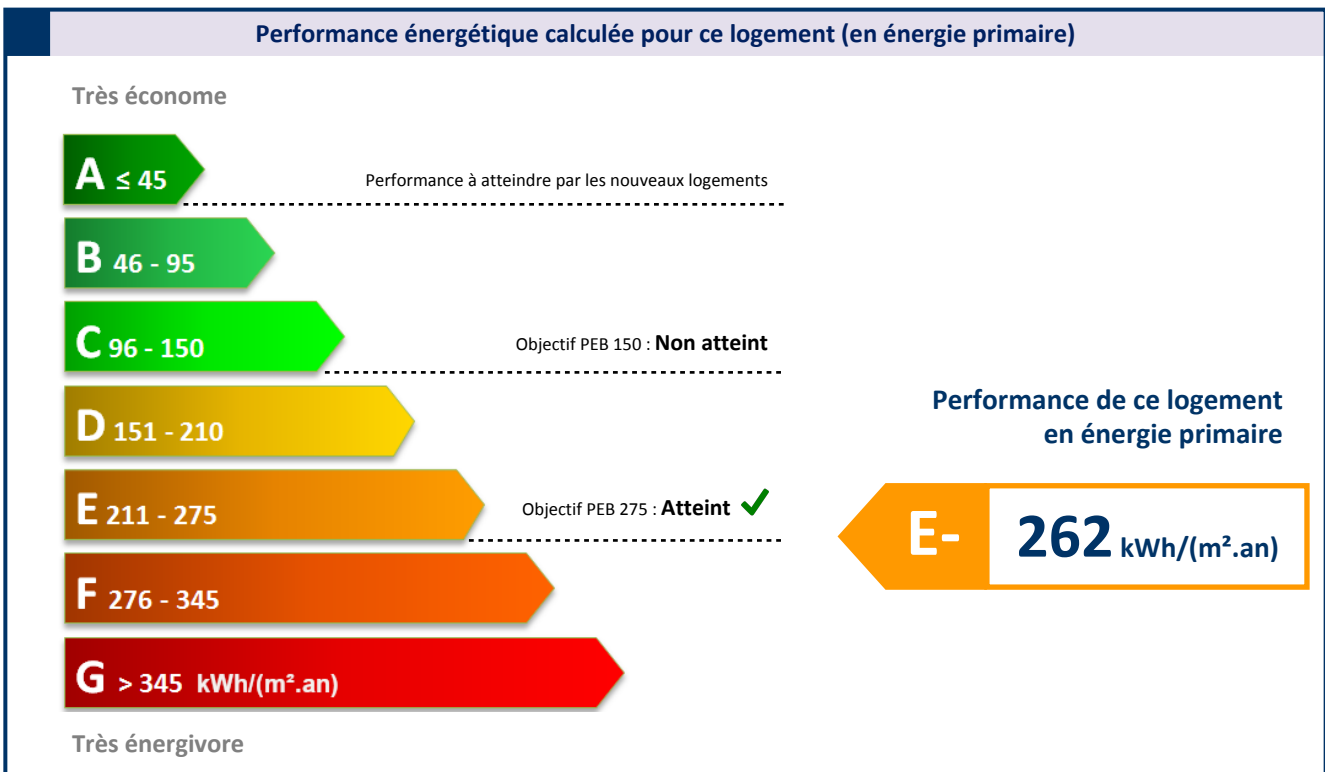 Performance énergétique calculée pour ce logement (en énergie primaire)
Très économe
A ≤ 45
Performance à atteindre par les nouveaux logements
B 46 - 95
C 96 - 150
Objectif PEB 150 : Non atteint
D 151 - 210
Performance de ce logement
en énergie primaire
E 211 - 275
Objectif PEB 275 : Atteint ✓
E- 262 kWh/(m².an)
F 276 - 345
G > 345 kWh/(m².an)
Très énergivore